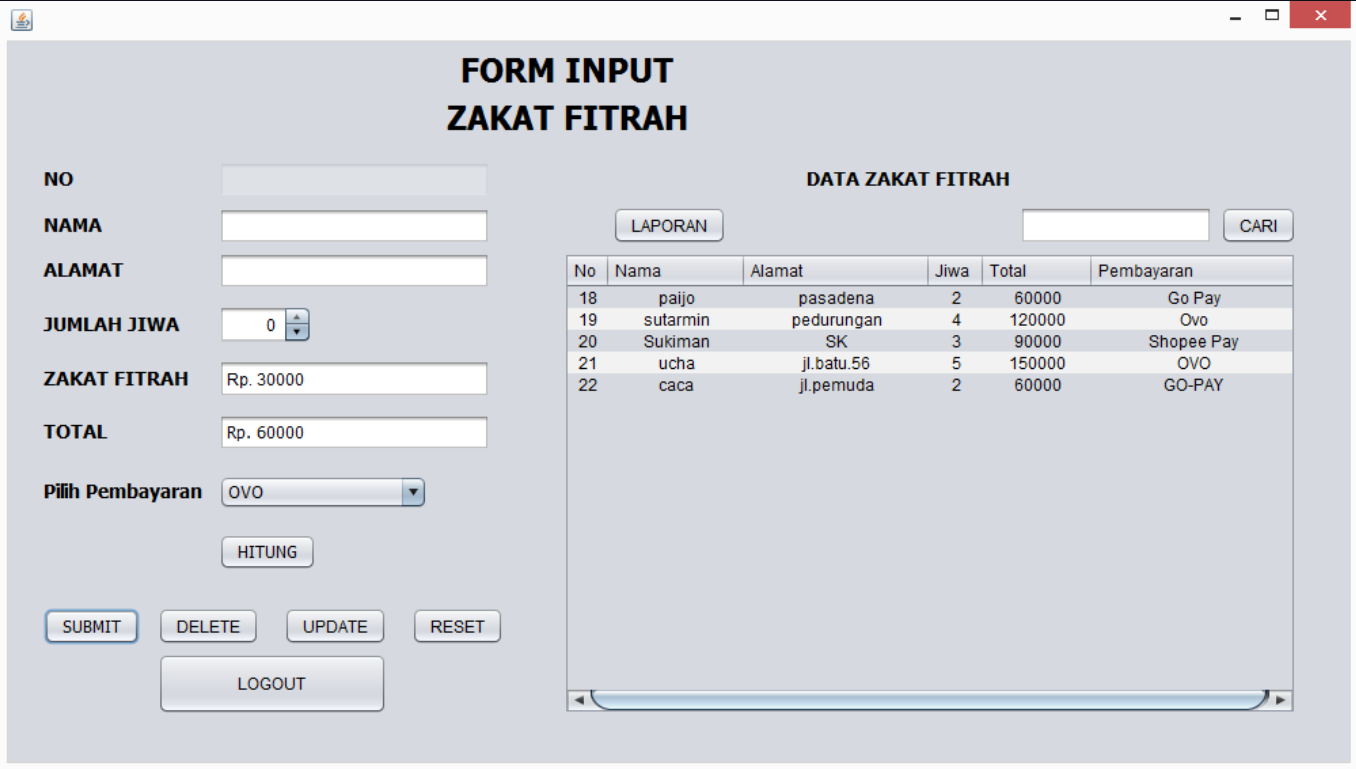 FORM INPUT
ZAKAT FITRAH
NO
NAMA
ALAMAT
JUMLAH JIWA 0
ZAKAT FITRAH Rp. 30000
TOTAL Rp. 60000
Pilih Pembayaran OVO
HITUNG
SUBMIT DELETE UPDATE RESET
LOGOUT
DATA ZAKAT FITRAH
LAPORAN CARI
No Nama Alamat Jiwa Total Pembayaran
18 paijo pasadena 2 60000 Go Pay
19 sutarmin pedurungan 4 120000 Ovo
20 Sukiman SK 3 90000 Shopee Pay
21 ucha jl.batu.56 5 150000 OVO
22 caca jl.pemuda 2 60000 GO-PAY